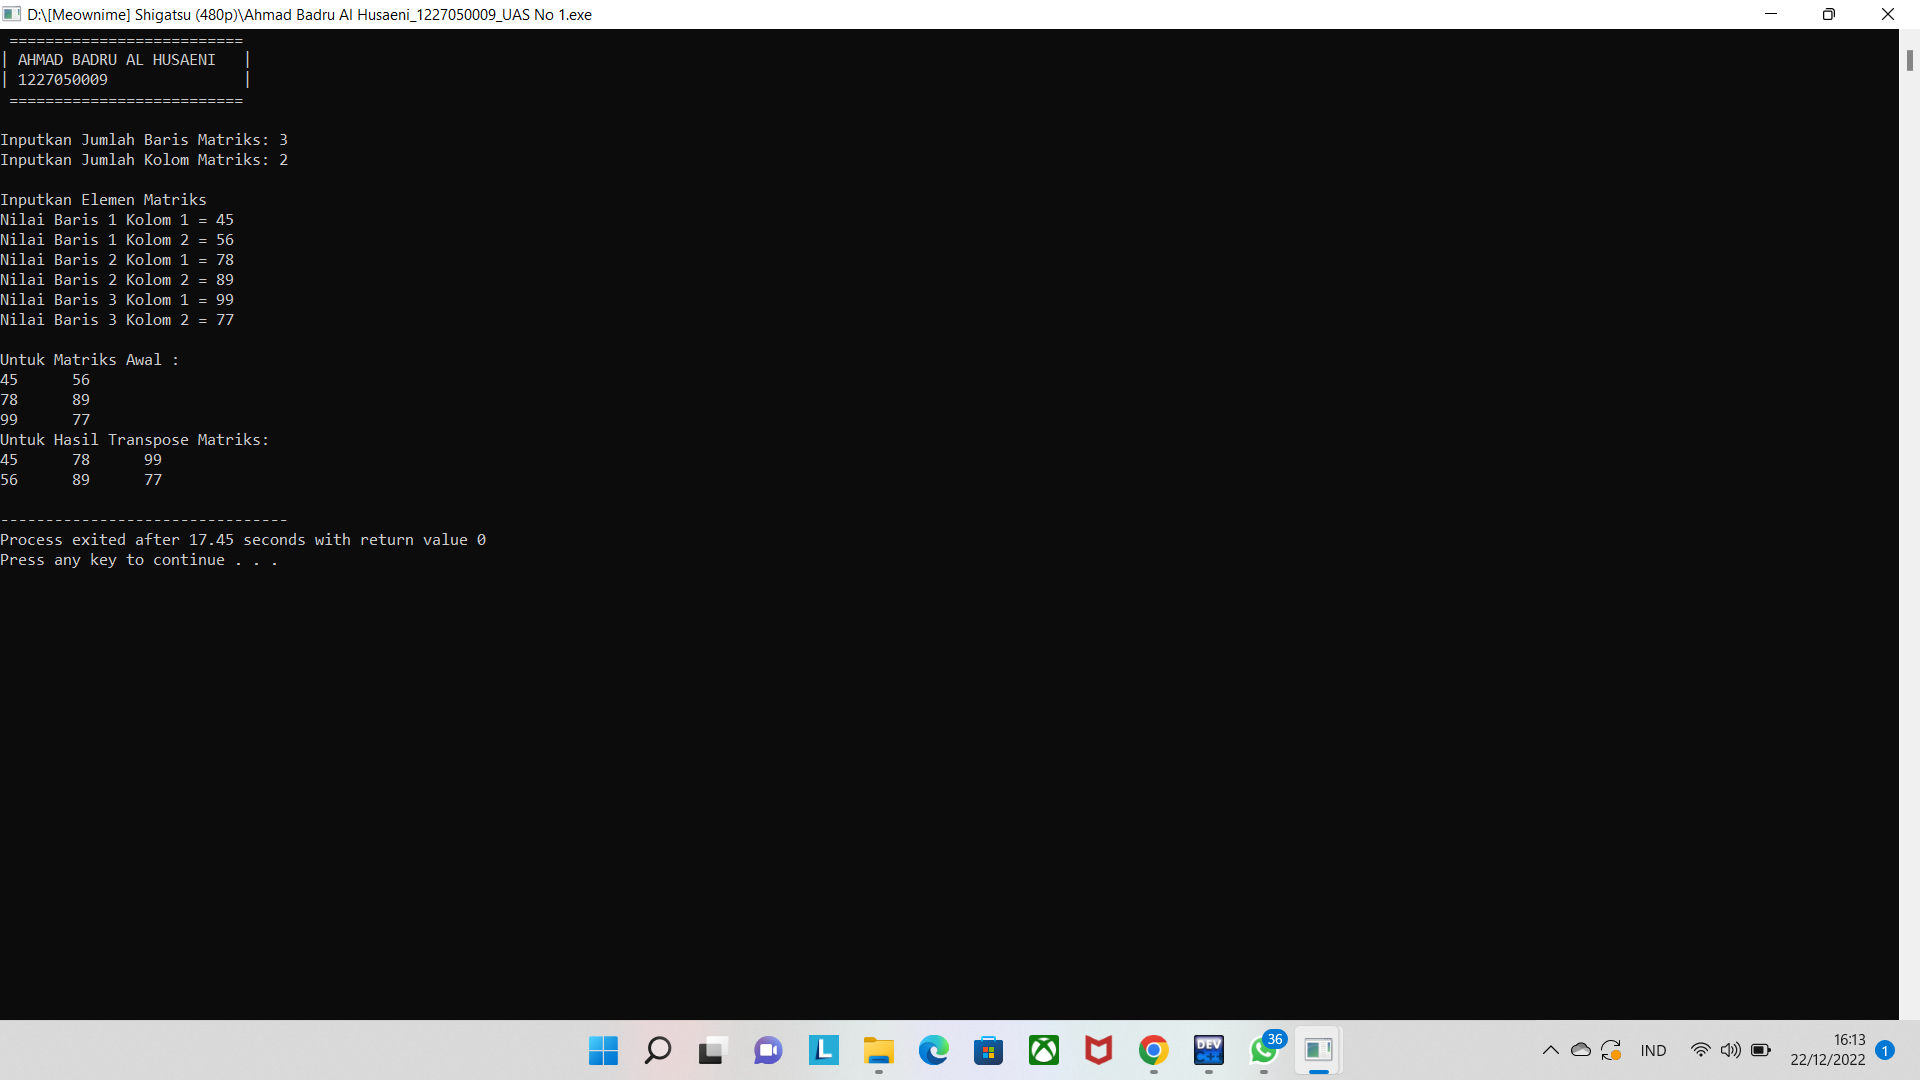 D:\[Meownime] Shigatsu (480p)\Ahmad Badru Al Husaeni_1227050009_UAS No 1.exe
==========================
| AHMAD BADRU AL HUSAENI   |
| 1227050009               |
==========================
Inputkan Jumlah Baris Matriks: 3
Inputkan Jumlah Kolom Matriks: 2
Inputkan Elemen Matriks
Nilai Baris 1 Kolom 1 = 45
Nilai Baris 1 Kolom 2 = 56
Nilai Baris 2 Kolom 1 = 78
Nilai Baris 2 Kolom 2 = 89
Nilai Baris 3 Kolom 1 = 99
Nilai Baris 3 Kolom 2 = 77
Untuk Matriks Awal :
45      56
78      89
99      77
Untuk Hasil Transpose Matriks:
45      78      99
56      89      77
--------------------------------
Process exited after 17.45 seconds with return value 0
Press any key to continue . . .
L
DEV
C++
36
IND
16:13
22/12/2022
1